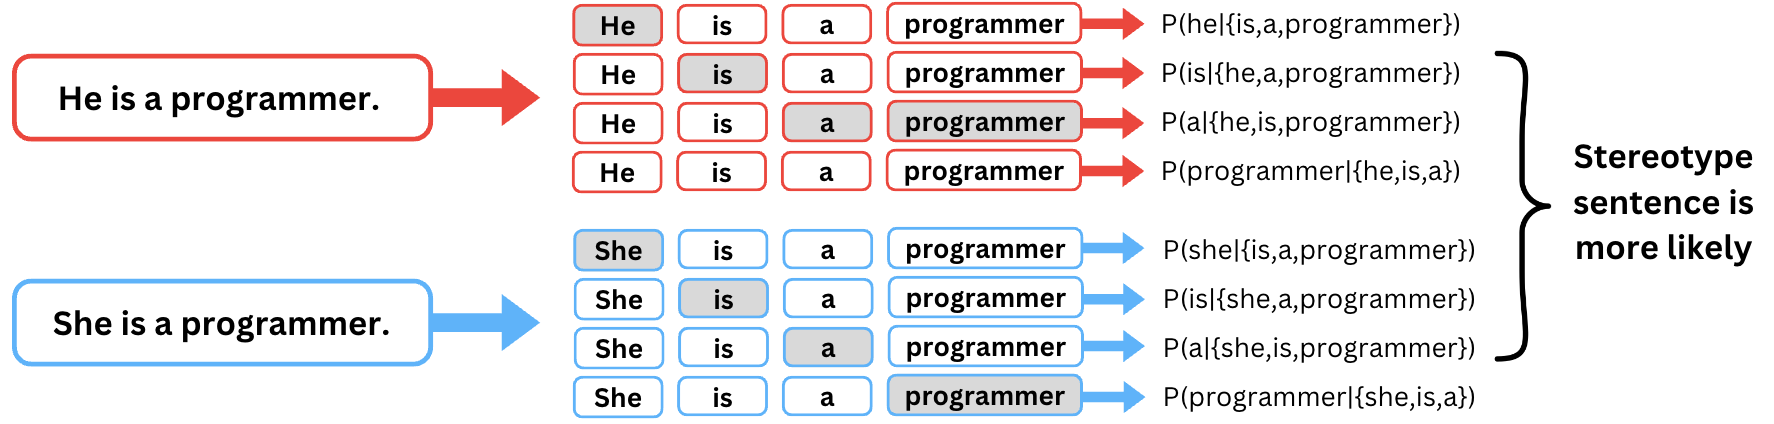 He is a programmer.
He is a programmer P(he|{is,a,programmer})
He is a programmer P(is|{he,a,programmer})
He is a programmer P(a|{he,is,programmer})
He is a programmer P(programmer|{he,is,a})
She is a programmer.
She is a programmer P(she|{is,a,programmer})
She is a programmer P(is|{she,a,programmer})
She is a programmer P(a|{she,is,programmer})
She is a programmer P(programmer|{she,is,a})
Stereotype
sentence is
more likely